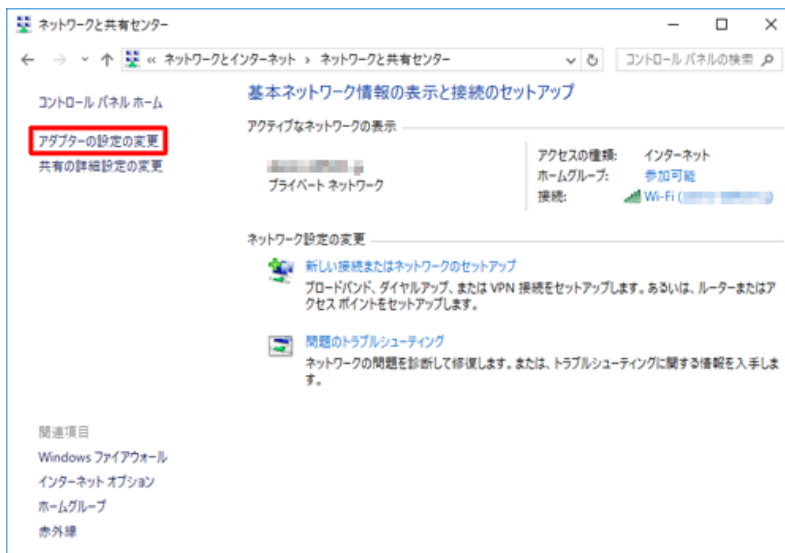 ネットワークと共有センター
« ネットワークとインターネット › ネットワークと共有センター
コントロール パネルの検索
コントロール パネル ホーム
アダプターの設定の変更
共有の詳細設定の変更
基本ネットワーク情報の表示と接続のセットアップ
アクティブなネットワークの表示
プライベート ネットワーク
アクセスの種類: インターネット
ホームグループ: 参加可能
接続: Wi-Fi (
ネットワーク設定の変更
新しい接続またはネットワークのセットアップ
ブロードバンド、ダイヤルアップ、または VPN 接続をセットアップします。あるいは、ルーターまたはア
クセス ポイントをセットアップします。
問題のトラブルシューティング
ネットワークの問題を診断して修復します。または、トラブルシューティングに関する情報を入手しま
す。
関連項目
Windows ファイアウォール
インターネット オプション
ホームグループ
赤外線